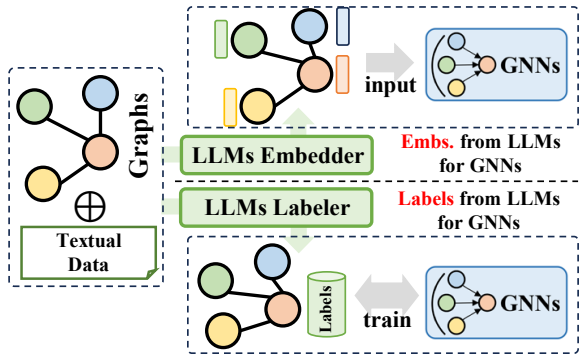 Graphs
Textual
Data
input
GNNs
LLMs Embedder
Embs. from LLMs
for GNNs
LLMs Labeler
Labels from LLMs
for GNNs
Labels
train
GNNs